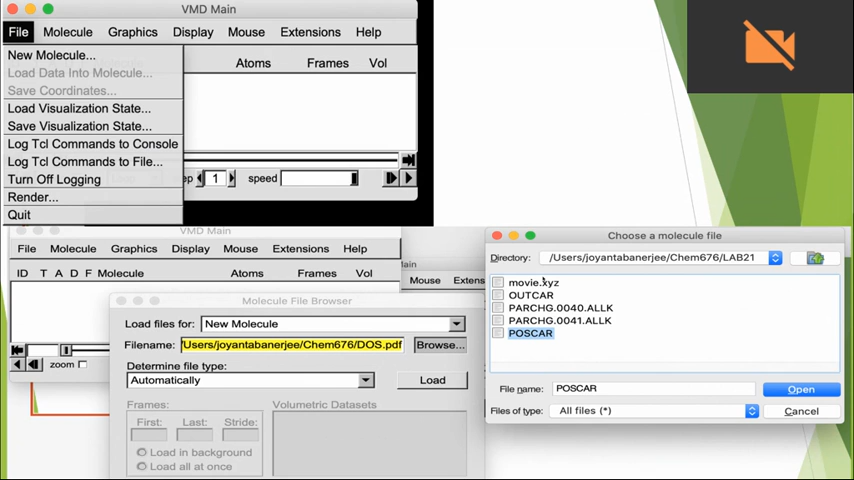 VMD Main
File Molecule Graphics Display Mouse Extensions Help
New Molecule...
Load Data Into Molecule...
Save Coordinates...
Load Visualization State...
Save Visualization State...
Log Tcl Commands to Console
Log Tcl Commands to File...
Turn Off Logging
Render...
Quit
Atoms Frames Vol
1 speed
VMD Main
File Molecule Graphics Display Mouse Extensions Help
ID T A D F Molecule Atoms Frames Vol
zoom
Main
Mouse Extens
Molecule File Browser
Load files for: New Molecule
Filename: 'Users/joyantabanerjee/Chem676/DOS.pdf Browse...
Determine file type:
Automatically Load
Frames: Volumetric Datasets
First: Last: Stride:
Load in background
Load all at once
Choose a molecule file
Directory: /Users/joyantabanerjee/Chem676/LAB21
movie.xyz
OUTCAR
PARCHG.0040.ALLK
PARCHG.0041.ALLK
POSCAR
File name: POSCAR Open
Files of type: All files (*) Cancel